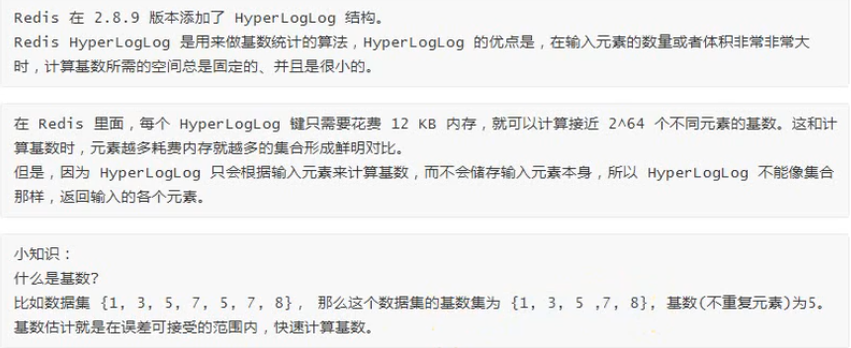 Redis 在 2.8.9 版本添加了 HyperLogLog 结构。
Redis HyperLogLog 是用来做基数统计的算法，HyperLogLog 的优点是，在输入元素的数量或者体积非常非常大
时，计算基数所需的空间总是固定的、并且是很小的。
在 Redis 里面，每个 HyperLogLog 键只需要花费 12 KB 内存，就可以计算接近 2^64 个不同元素的基数。这和计
算基数时，元素越多耗费内存就越多的集合形成鲜明对比。
但是，因为 HyperLogLog 只会根据输入元素来计算基数，而不会储存输入元素本身，所以 HyperLogLog 不能像集合
那样，返回输入的各个元素。
小知识：
什么是基数？
比如数据集 {1, 3, 5, 7, 5, 7, 8}， 那么这个数据集的基数集为 {1, 3, 5 ,7, 8}, 基数(不重复元素)为5。
基数估计就是在误差可接受的范围内，快速计算基数。